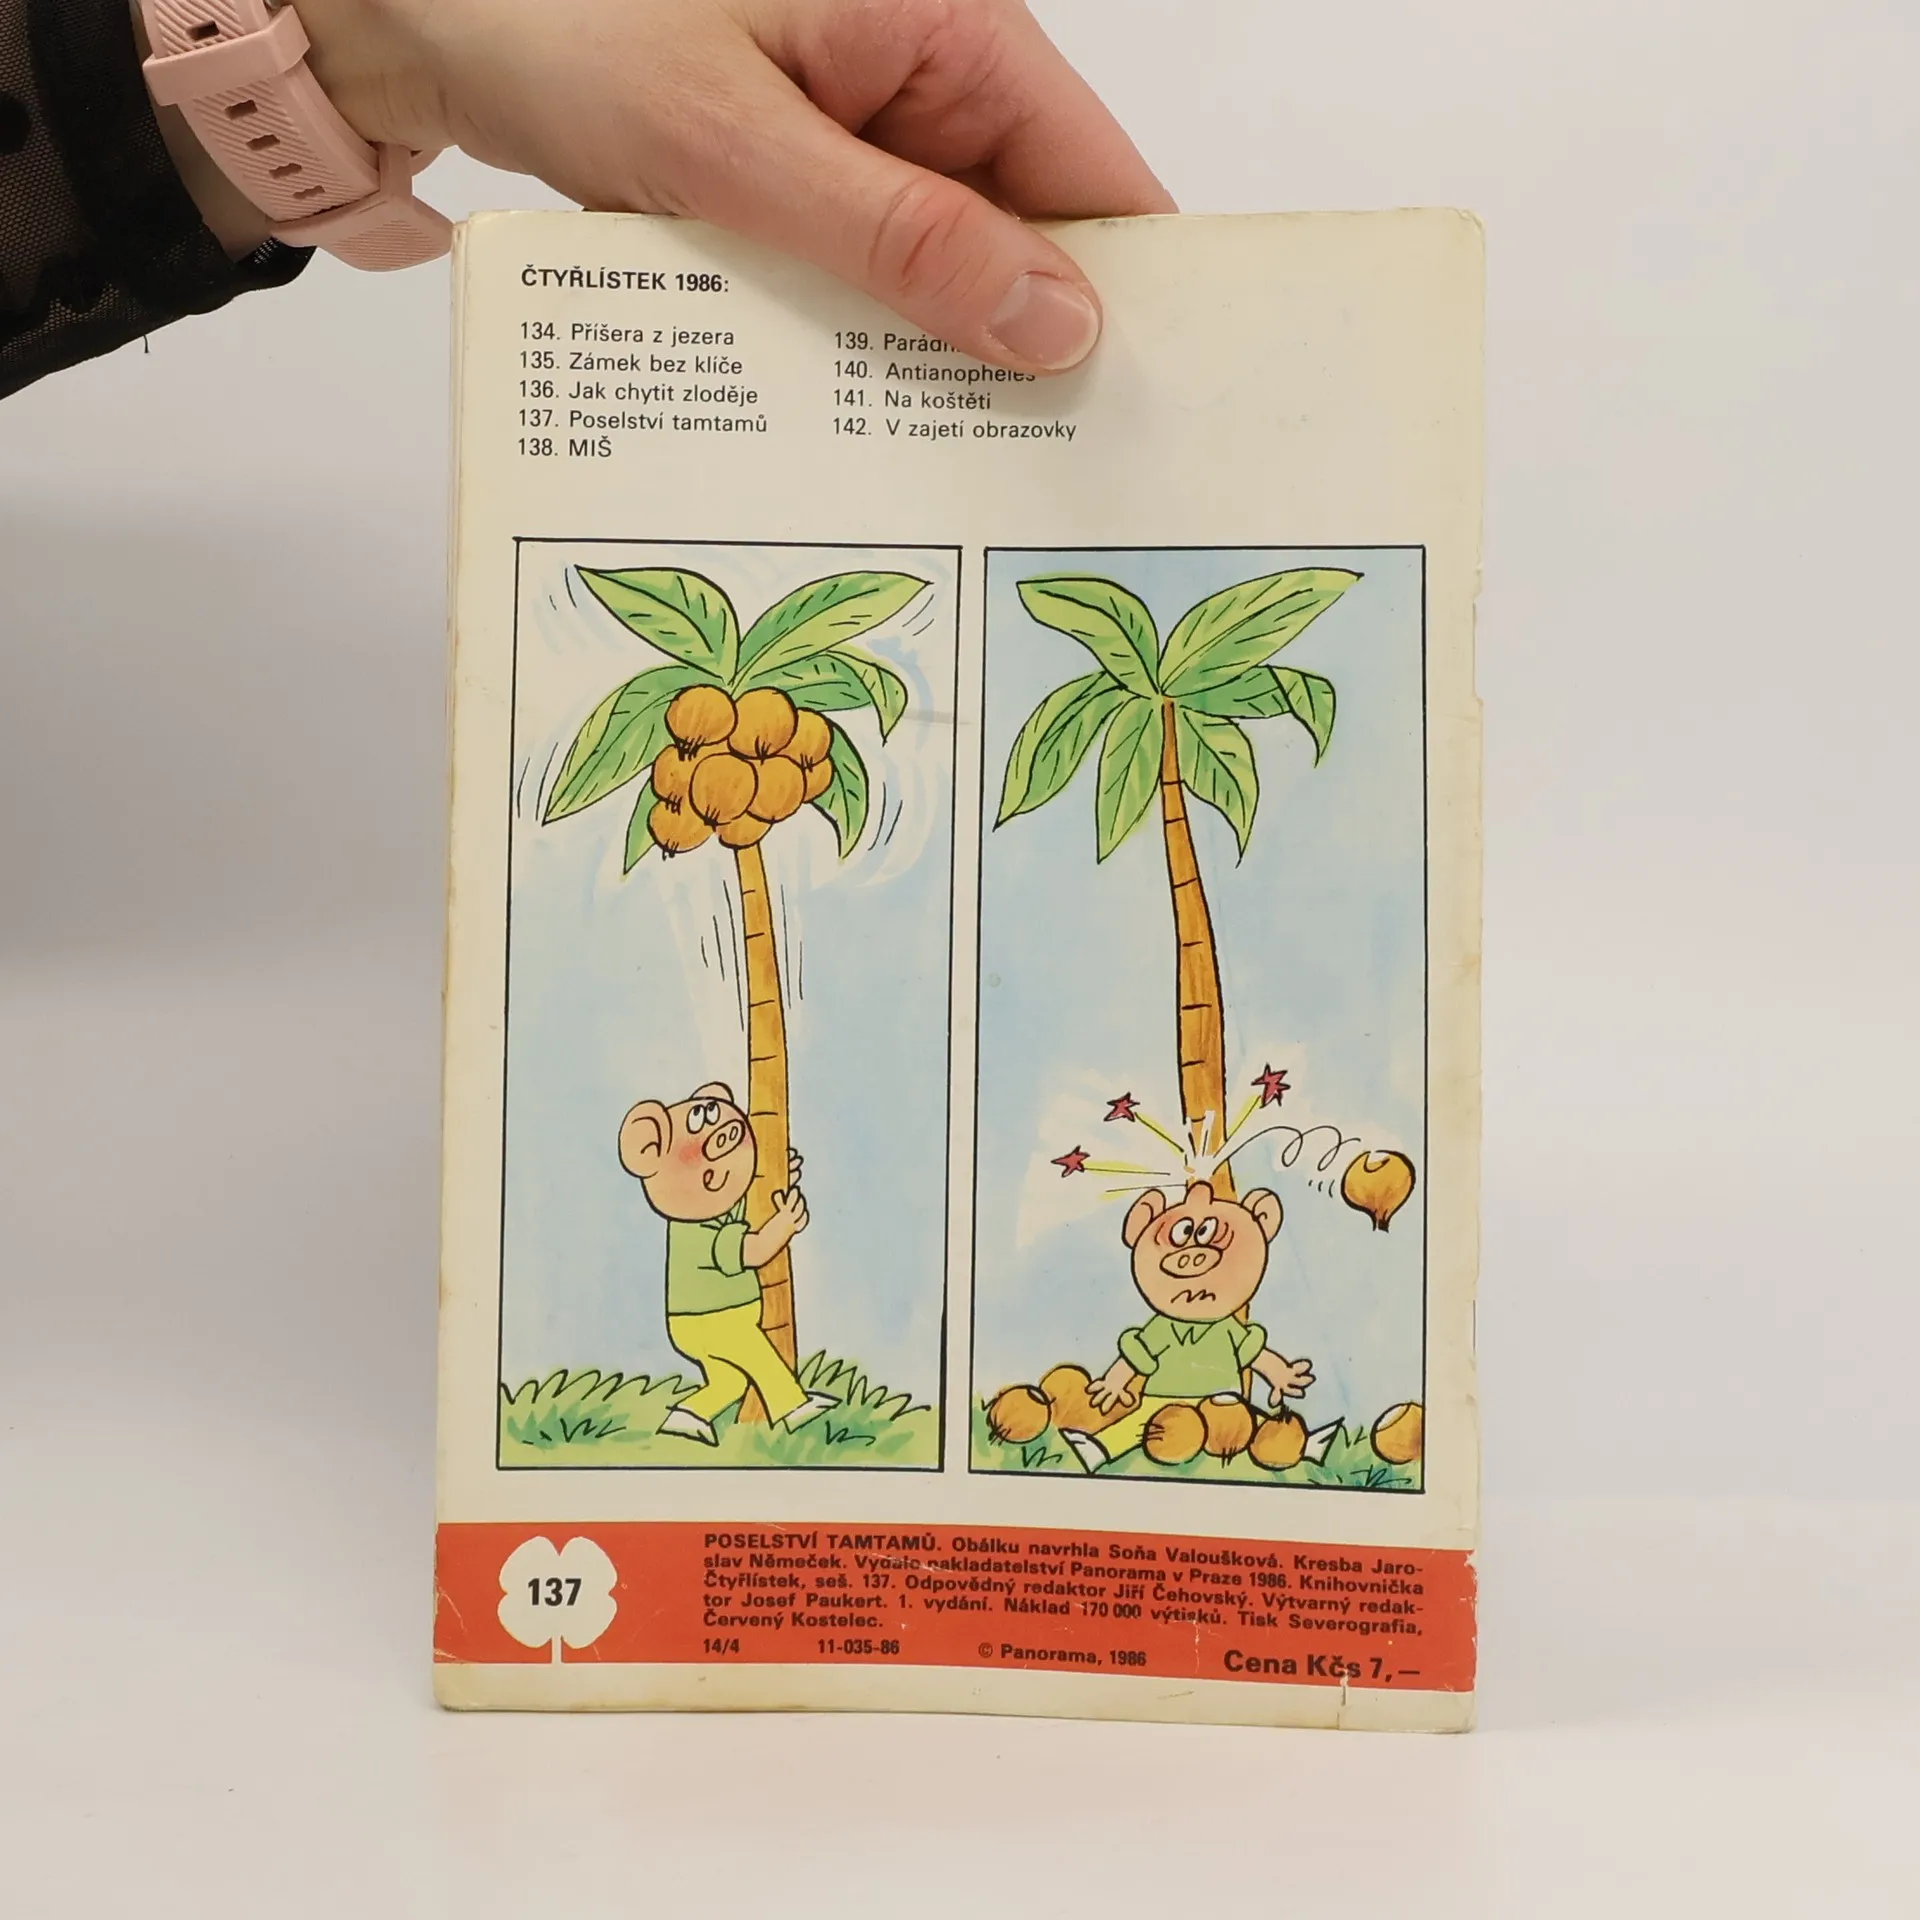 ČTYŘLÍSTEK 1986:
134. Příšera z jezera
135. Zámek bez klíče
136. Jak chytit zloděje
137. Poselství tamtamů
138. MIŠ
139.
140. Antianopheles
141. Na koštěti
142. V zajetí obrazovky
137
POSELSTVÍ TAMTAMŮ. Obálku navrhla Soňa Valoušková. Kresba Jaro-
slav Němeček. Vydalo nakladatelství Panorama v Praze 1986. Knihovnička
Čtyřlístek, seš. 137. Odpovědný redaktor Jiří Čehovský. Výtvarný redak-
tor Josef Paukert. 1. vydání. Náklad 170 000 výtisků. Tisk Severografia,
Červený Kostelec.
14/4 11-035-86 © Panorama, 1986 Cena Kčs 7,—